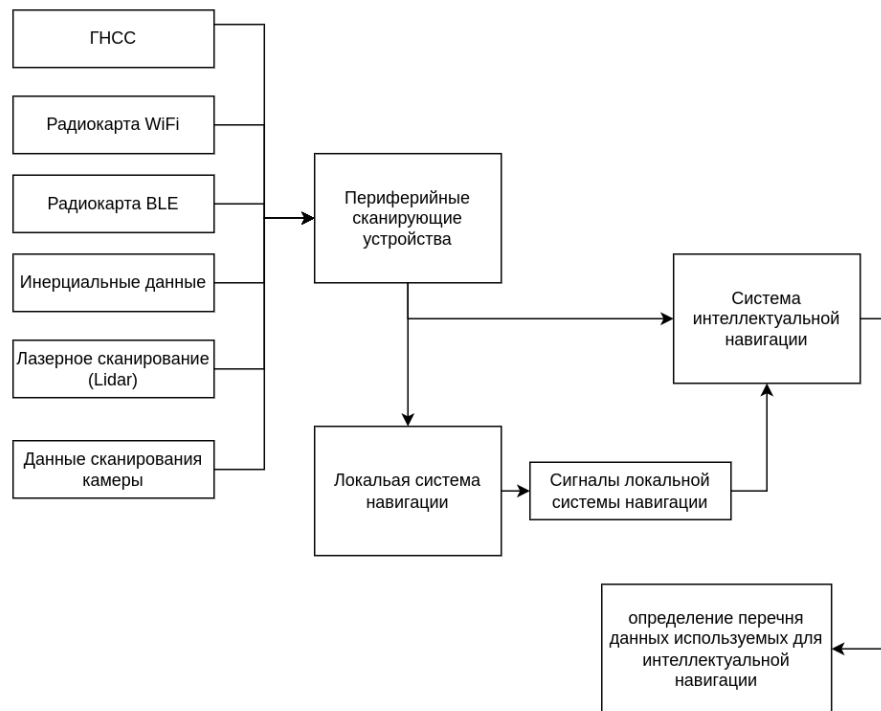 ГНСС
Радиокарта WiFi
Радиокарта BLE
Инерциальные данные
Лазерное сканирование
(Lidar)
Данные сканирования
камеры
Периферийные
сканирующие
устройства
Система
интеллектуальной
навигации
Локальая система
навигации
Сигналы локальной
системы навигации
определение перечня
данных используемых для
интеллектуальной
навигации